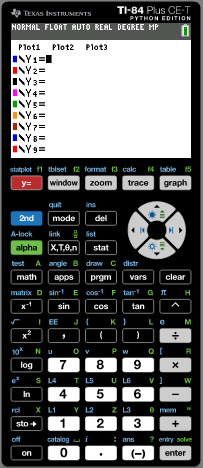 TEXAS INSTRUMENTS TI-84 Plus CE-T
PYTHON EDITION
NORMAL FLOAT AUTO REAL DEGREE MP
Plot1 Plot2 Plot3
\Y1=
\Y2=
\Y3=
\Y4=
\Y5=
\Y6=
\Y7=
\Y8=
\Y9=
statplot f1 tblset f2 format f3 calc f4 table f5
y= window zoom trace graph
quit ins
2nd mode del
A-lock link list
alpha X,T,θ,n stat
test A angle B draw C distr
math apps prgm vars clear
matrix D sin⁻¹ E cos⁻¹ F tan⁻¹ G π H
x⁻¹ sin cos tan ^
√ I EE J { K } L e M
x² , ( ) ÷
10ˣ N u O v P w Q [ R
log 7 8 9 ×
eˣ S L4 T L5 U L6 V ] W
ln 4 5 6 −
rcl X L1 Y L2 Z L3 θ mem "
sto→ 1 2 3 +
off catalog i : ans ? entry solve
on 0 . (−) enter